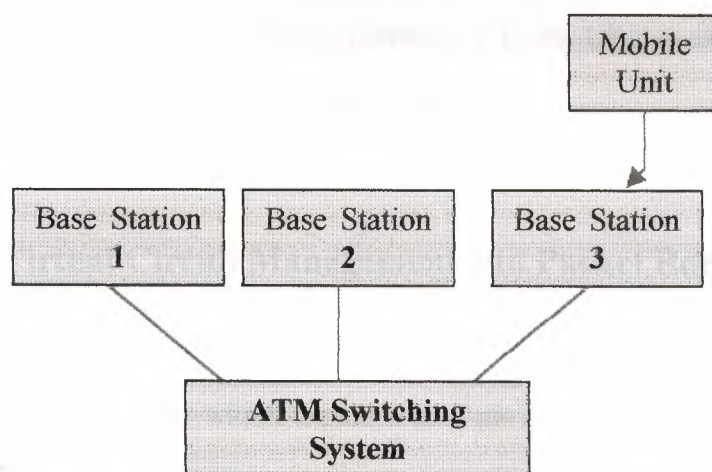 Mobile
Unit
Base Station
1
Base Station
2
Base Station
3
ATM Switching
System